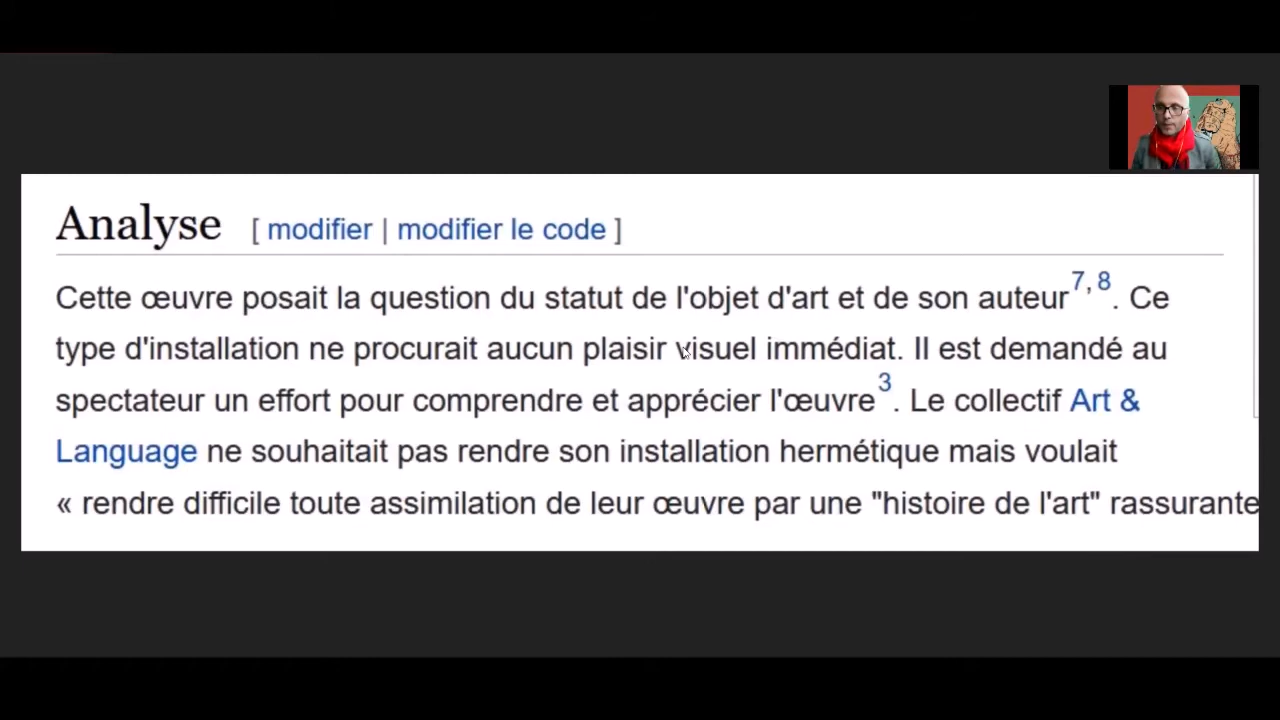 Analyse [ modifier | modifier le code ]
Cette œuvre posait la question du statut de l'objet d'art et de son auteur7, 8. Ce
type d'installation ne procurait aucun plaisir visuel immédiat. Il est demandé au
spectateur un effort pour comprendre et apprécier l'œuvre3. Le collectif Art &
Language ne souhaitait pas rendre son installation hermétique mais voulait
« rendre difficile toute assimilation de leur œuvre par une "histoire de l'art" rassurante